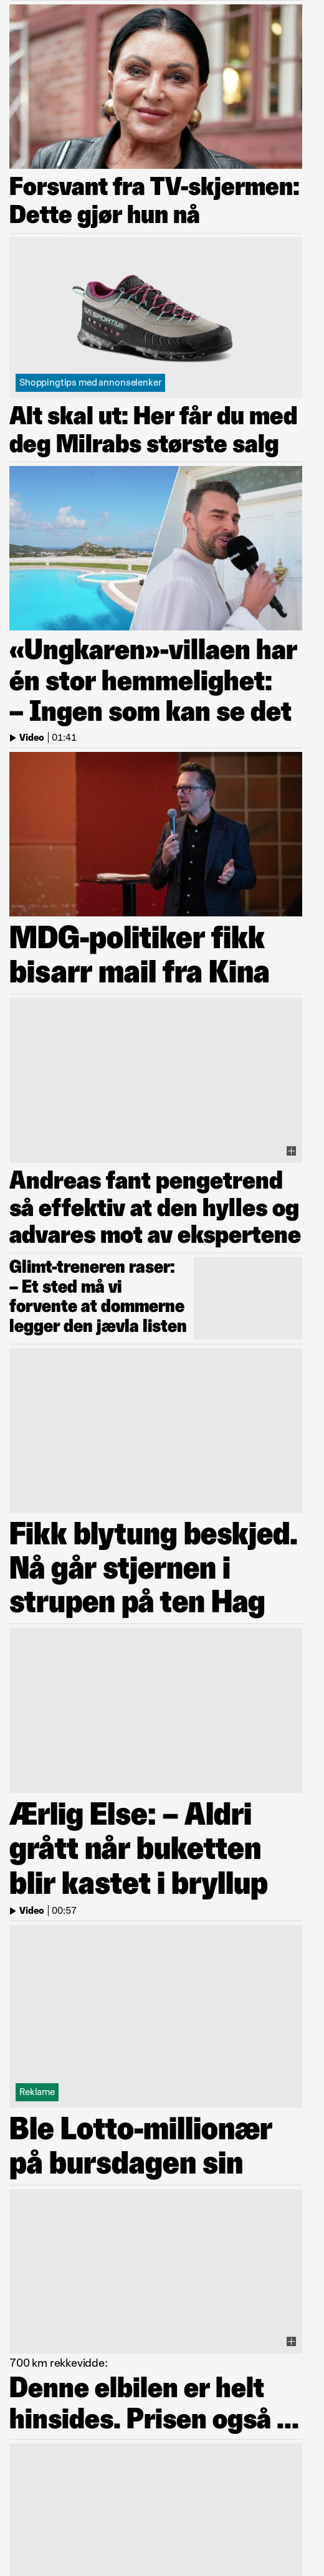 Forsvant fra TV-skjermen:
Dette gjør hun nå
LA SPORTIVA
Shoppingtips med annonselenker
Alt skal ut: Her får du med
deg Milrabs største salg
«Ungkaren»-villaen har
én stor hemmelighet:
– Ingen som kan se det
Video | 01:41
MDG-politiker fikk
bisarr mail fra Kina
Andreas fant pengetrend
så effektiv at den hylles og
advares mot av ekspertene
Glimt-treneren raser:
– Et sted må vi
forvente at dommerne
legger den jævla listen
Fikk blytung beskjed.
Nå går stjernen i
strupen på ten Hag
Ærlig Else: – Aldri
grått når buketten
blir kastet i bryllup
Video | 00:57
Reklame
Ble Lotto-millionær
på bursdagen sin
700 km rekkevidde:
Denne elbilen er helt
hinsides. Prisen også ...